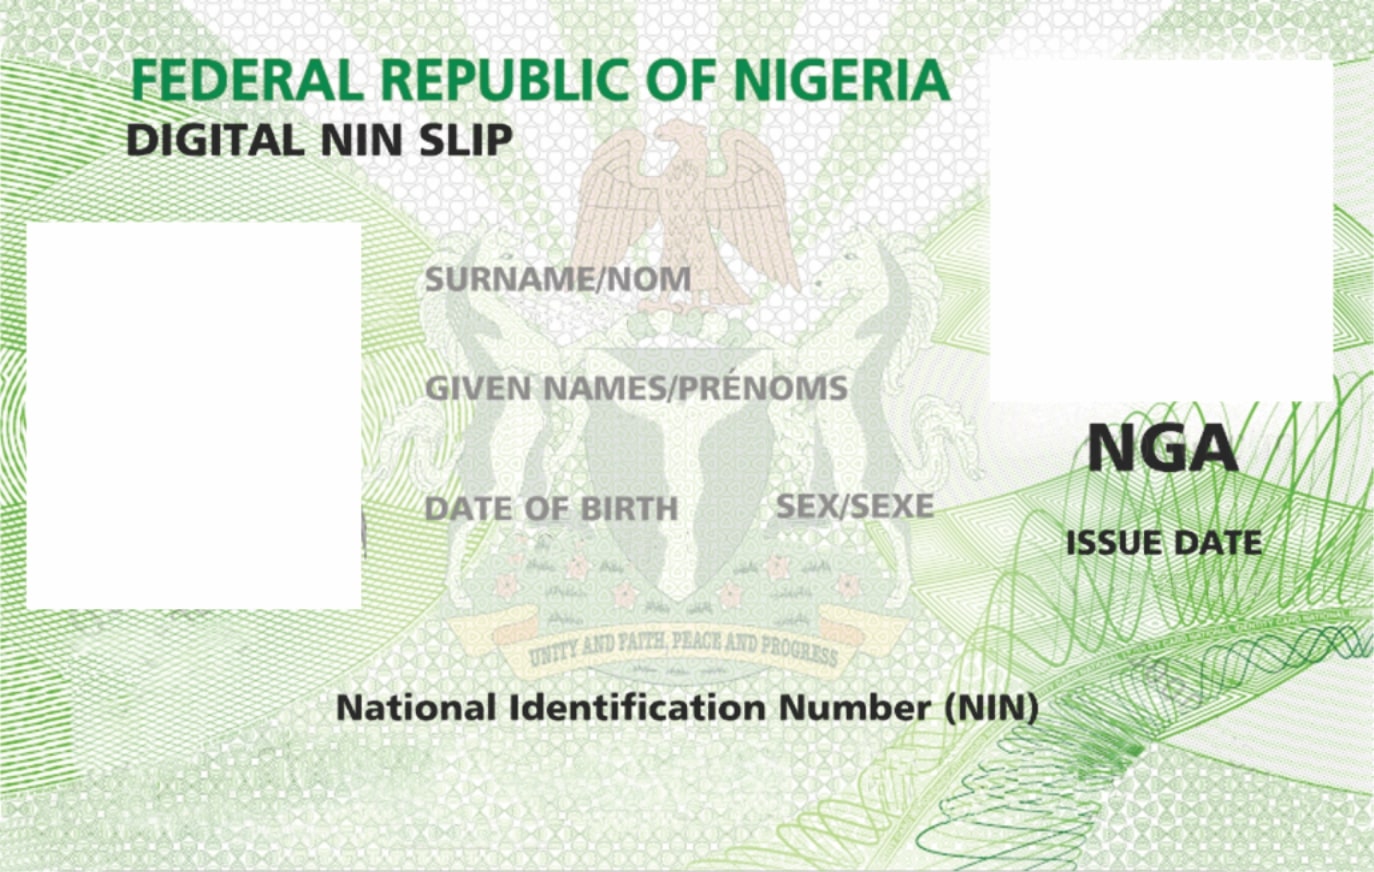 FEDERAL REPUBLIC OF NIGERIA
DIGITAL NIN SLIP
SURNAME/NOM
GIVEN NAMES/PRÉNOMS
NGA
DATE OF BIRTH SEX/SEXE
ISSUE DATE
UNITY AND FAITH, PEACE AND PROGRESS
National Identification Number (NIN)